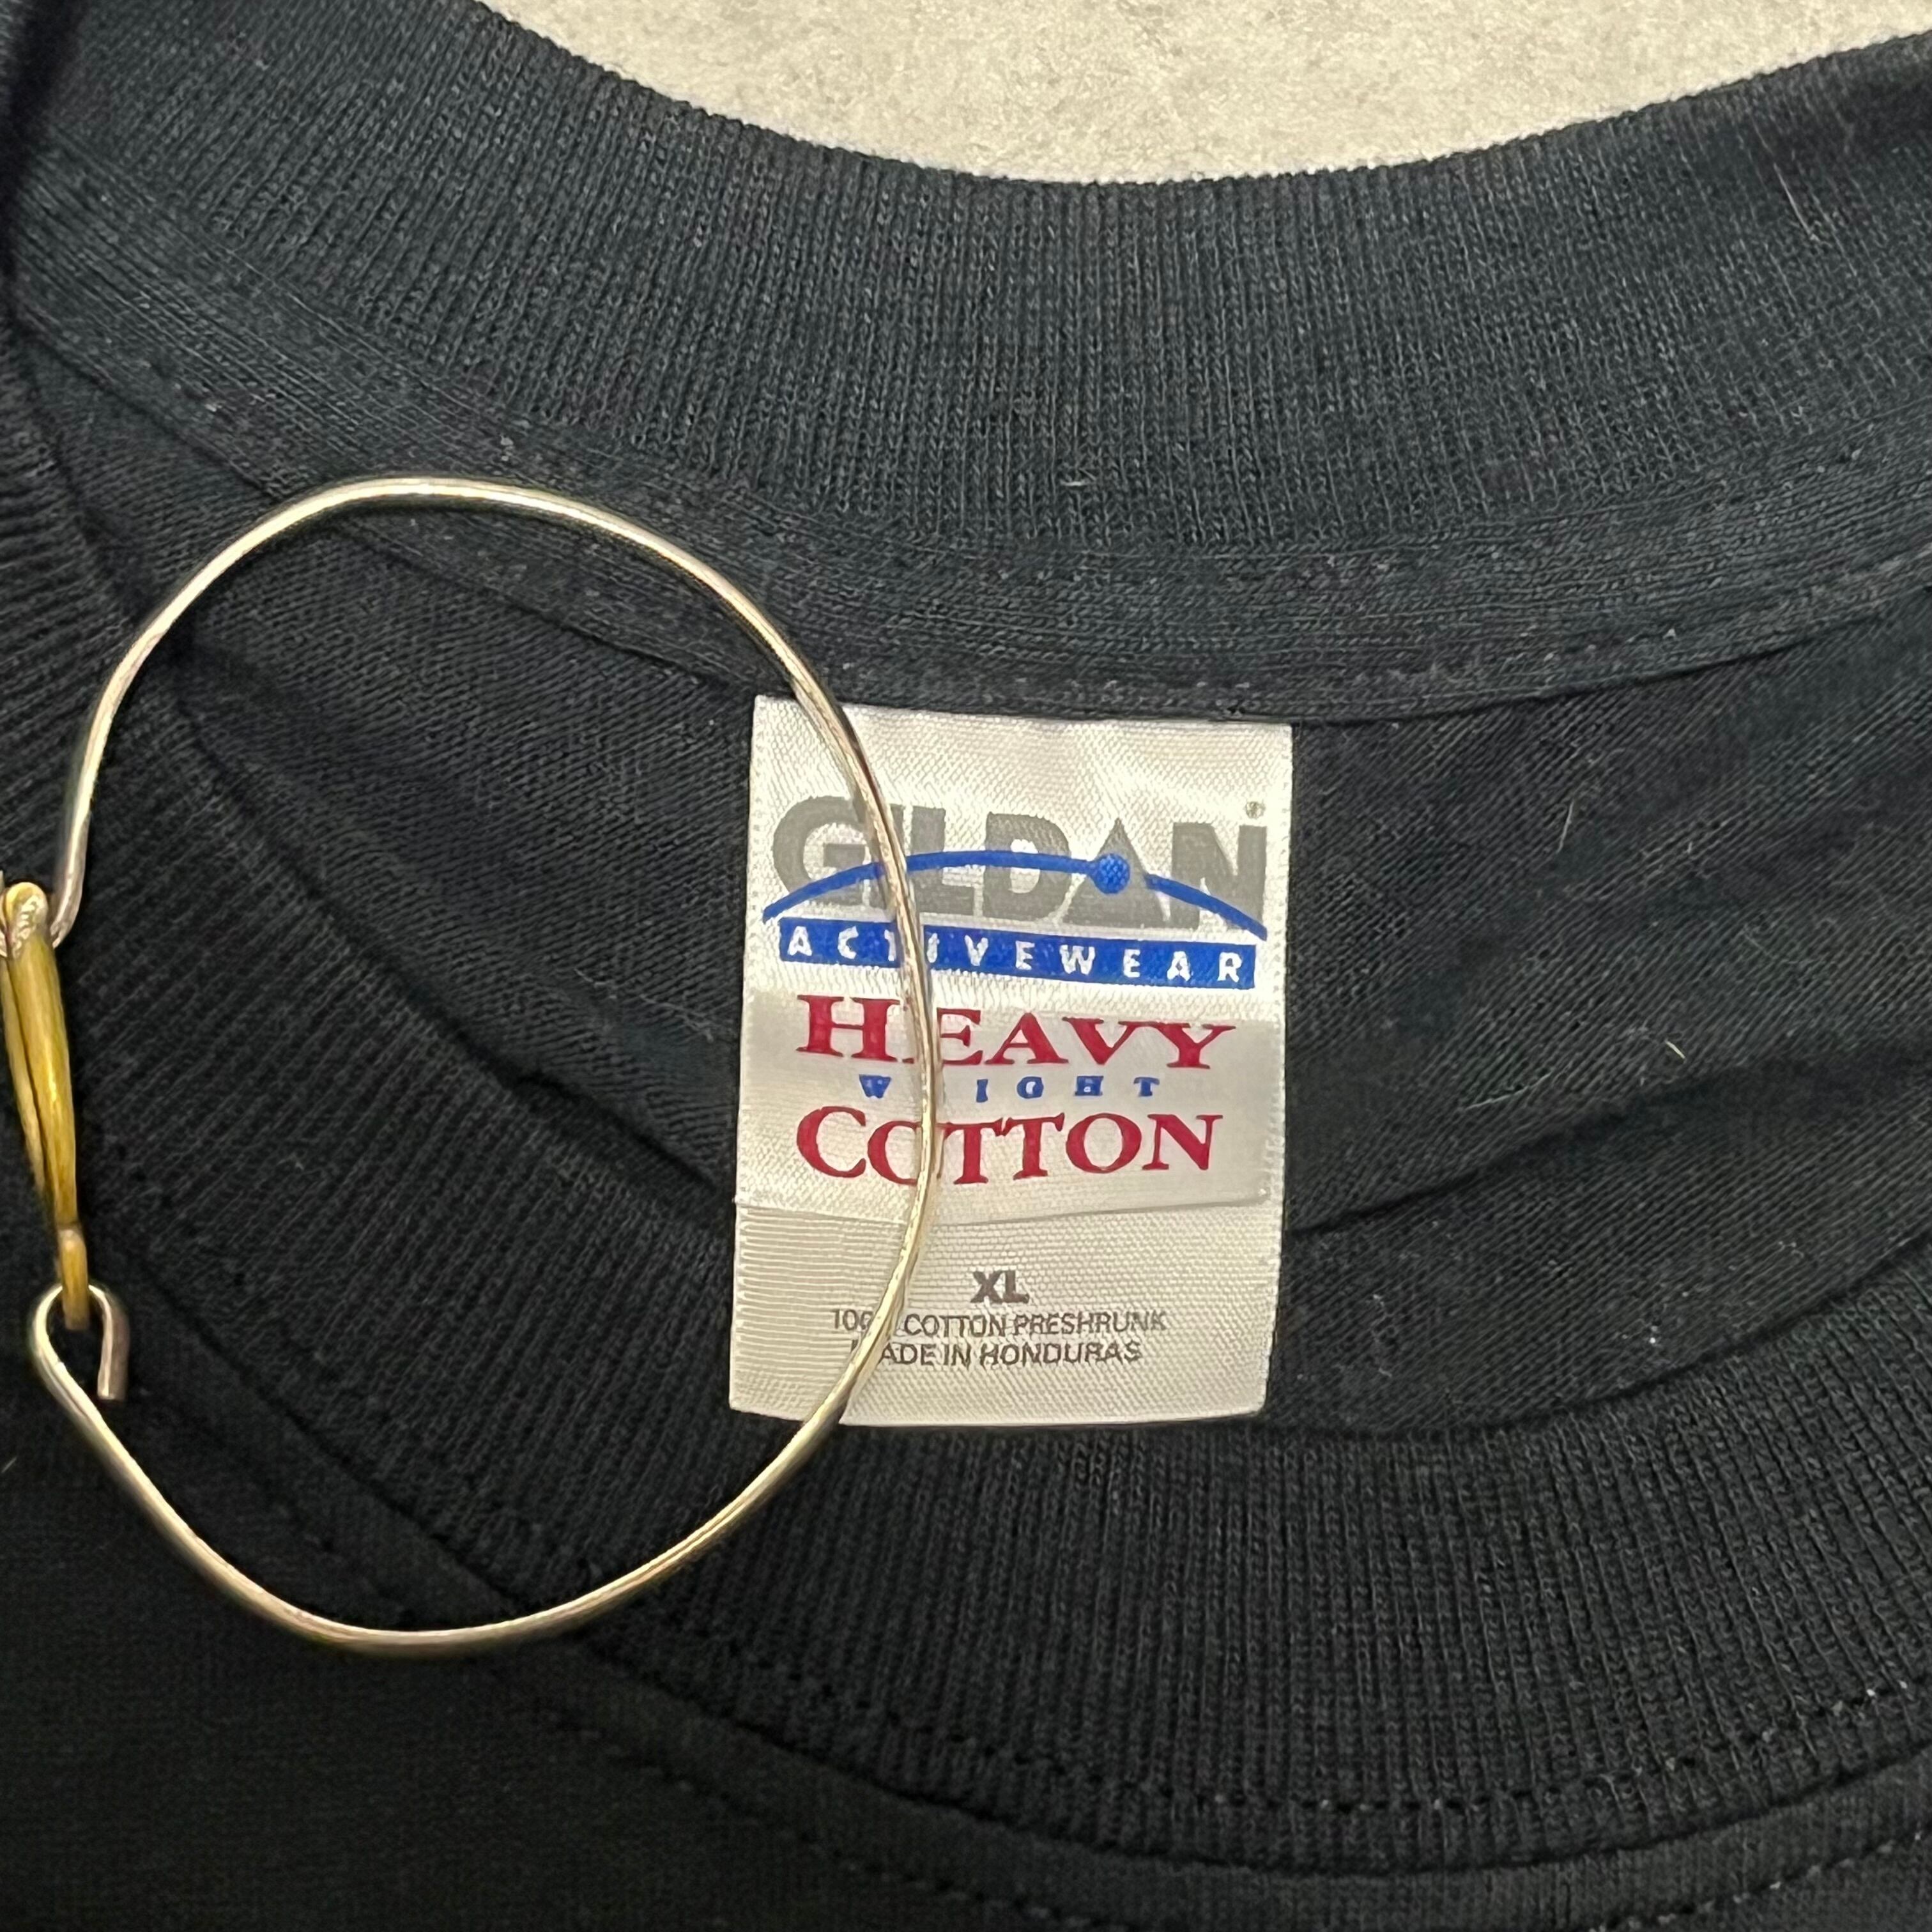 GILDAN®
ACTIVEWEAR
HEAVY
WEIGHT
COTTON
XL
100% COTTON PRESHRUNK
MADE IN HONDURAS